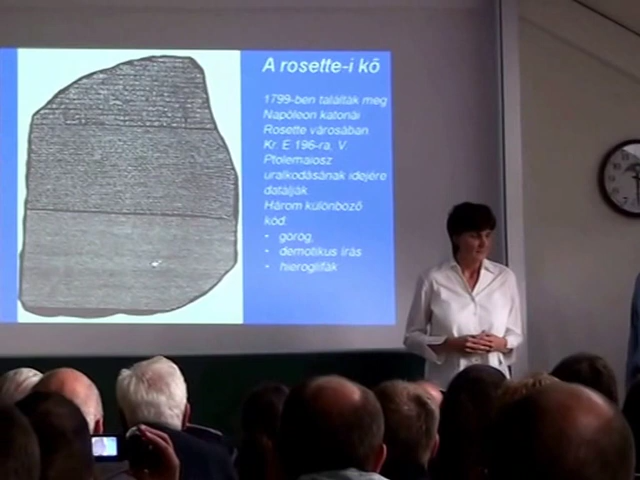 A rosette-i kő
1799-ben találták meg
Napóleon katonái
Rosette városában
Kr. E 196-ra, V.
Ptolemaiosz
uralkodásának idejére
datálják.
Három különböző
kód:
- görög,
- demotikus írás
- hieroglifák